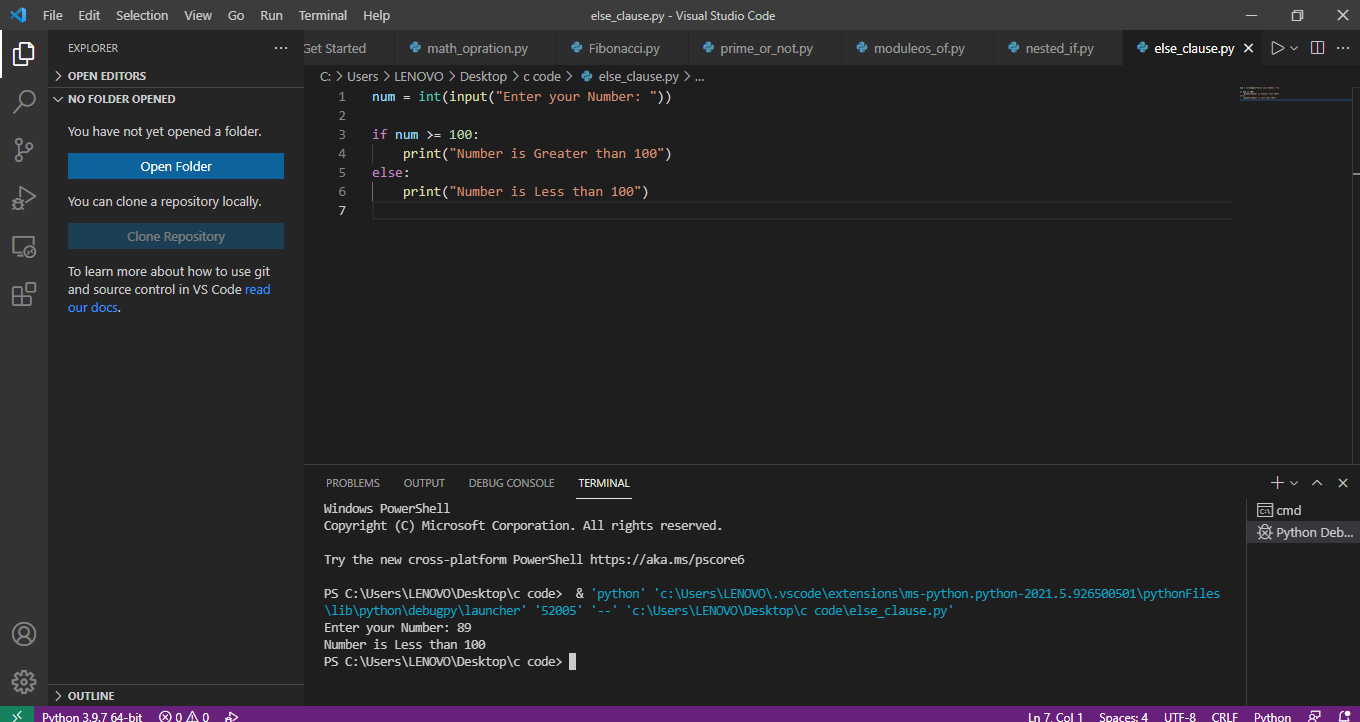 File Edit Selection View Go Run Terminal Help
else_clause.py - Visual Studio Code
EXPLORER
OPEN EDITORS
NO FOLDER OPENED
You have not yet opened a folder.
Open Folder
You can clone a repository locally.
Clone Repository
To learn more about how to use git
and source control in VS Code read
our docs.
OUTLINE
Get Started math_opration.py Fibonacci.py prime_or_not.py moduleos_of.py nested_if.py else_clause.py
C: > Users > LENOVO > Desktop > c code > else_clause.py > ...
1 num = int(input("Enter your Number: "))
2
3 if num >= 100:
4     print("Number is Greater than 100")
5 else:
6     print("Number is Less than 100")
7
PROBLEMS OUTPUT DEBUG CONSOLE TERMINAL
Windows PowerShell
Copyright (C) Microsoft Corporation. All rights reserved.
Try the new cross-platform PowerShell https://aka.ms/pscore6
PS C:\Users\LENOVO\Desktop\c code>  & 'python' 'c:\Users\LENOVO\.vscode\extensions\ms-python.python-2021.5.926500501\pythonFiles
\lib\python\debugpy\launcher' '52005' '--' 'c:\Users\LENOVO\Desktop\c code\else_clause.py'
Enter your Number: 89
Number is Less than 100
PS C:\Users\LENOVO\Desktop\c code>
cmd
Python Deb...
Python 3.9.7 64-bit 0 0
Ln 7, Col 1 Spaces: 4 UTF-8 CRLF Python